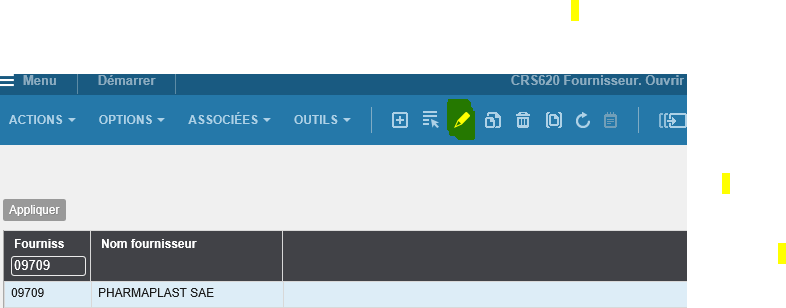 Menu Démarrer CRS620 Fournisseur. Ouvrir
ACTIONS OPTIONS ASSOCIÉES OUTILS
Appliquer
Fourniss Nom fournisseur
09709
09709 PHARMAPLAST SAE